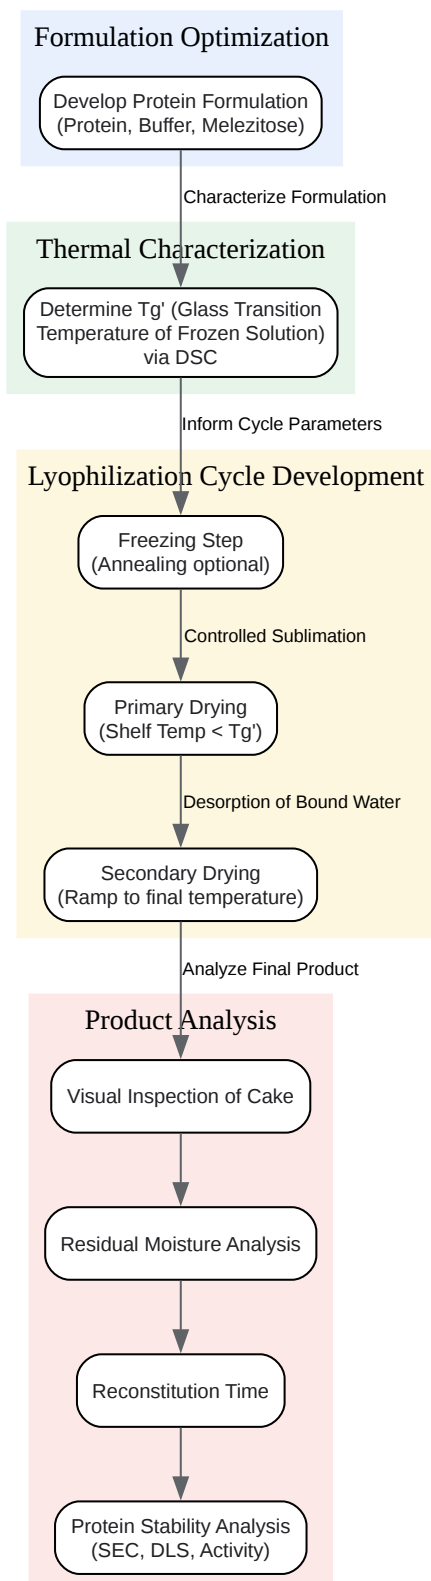 Formulation Optimization
Develop Protein Formulation
(Protein, Buffer, Melezitose)
Characterize Formulation
Thermal Characterization
Determine Tg' (Glass Transition
Temperature of Frozen Solution)
via DSC
Inform Cycle Parameters
Lyophilization Cycle Development
Freezing Step
(Annealing optional)
Controlled Sublimation
Primary Drying
(Shelf Temp < Tg')
Desorption of Bound Water
Secondary Drying
(Ramp to final temperature)
Analyze Final Product
Product Analysis
Visual Inspection of Cake
Residual Moisture Analysis
Reconstitution Time
Protein Stability Analysis
(SEC, DLS, Activity)